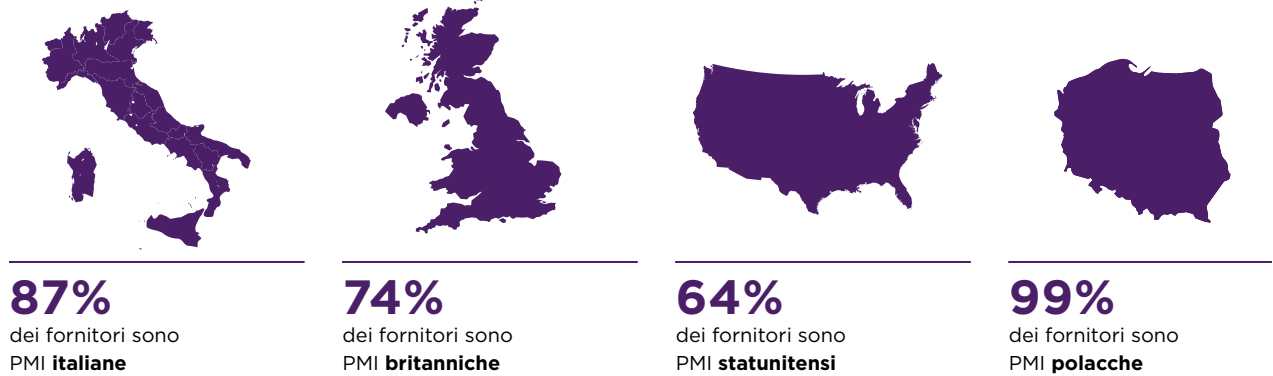 87%
dei fornitori sono
PMI italiane
74%
dei fornitori sono
PMI britanniche
64%
dei fornitori sono
PMI statunitensi
99%
dei fornitori sono
PMI polacche